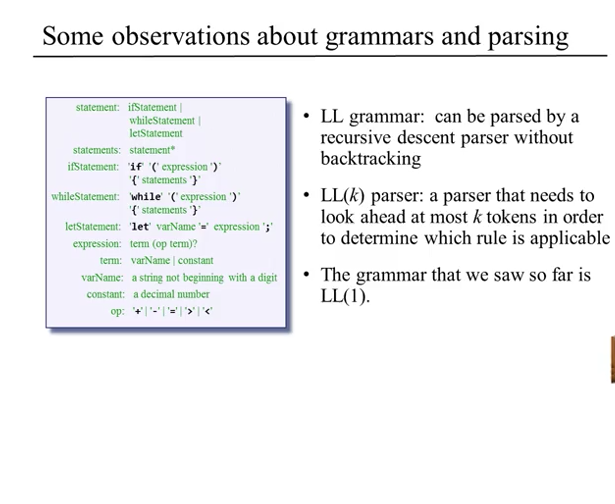 Some observations about grammars and parsing
statement: ifStatement |
whileStatement |
letStatement
statements: statement*
ifStatement: 'if' '(' expression ')'
'{' statements '}'
whileStatement: 'while' '(' expression ')'
'{' statements '}'
letStatement: 'let' varName '=' expression ';'
expression: term (op term)?
term: varName | constant
varName: a string not beginning with a digit
constant: a decimal number
op: '+' | '-' | '=' | '>' | '<'
• LL grammar: can be parsed by a
recursive descent parser without
backtracking
• LL(k) parser: a parser that needs to
look ahead at most k tokens in order
to determine which rule is applicable
• The grammar that we saw so far is
LL(1).